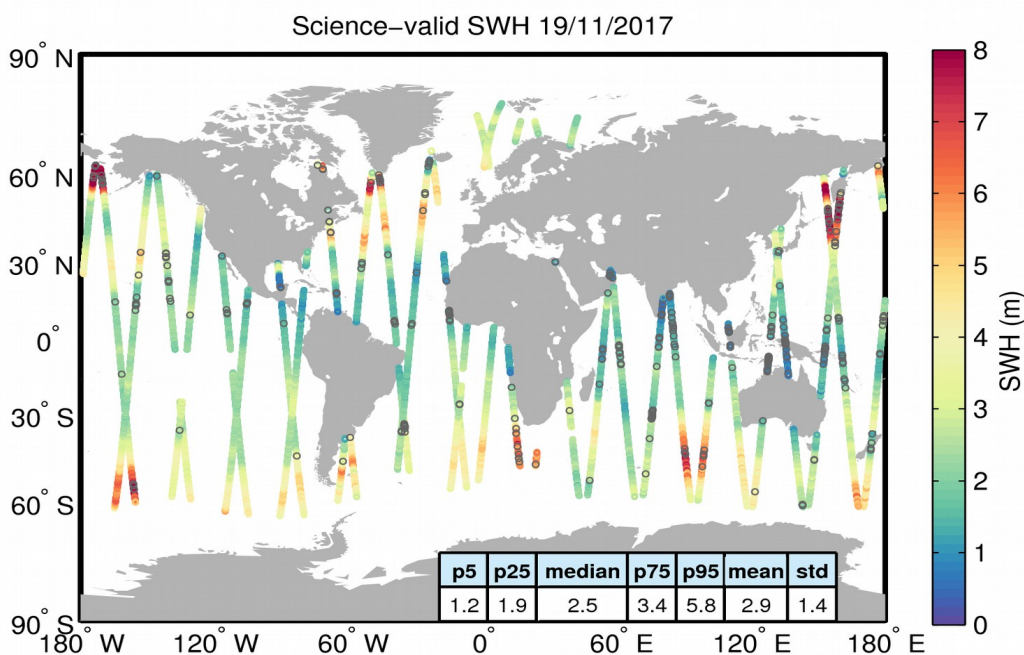 Science−valid SWH 19/11/2017
90° N
60° N
30° N
0°
30° S
60° S
90° S
180° W
120° W
60° W
0°
60° E
120° E
180° E
p5 p25 median p75 p95 mean std
1.2 1.9 2.5 3.4 5.8 2.9 1.4
8
7
6
5
4
3
2
1
0
SWH (m)